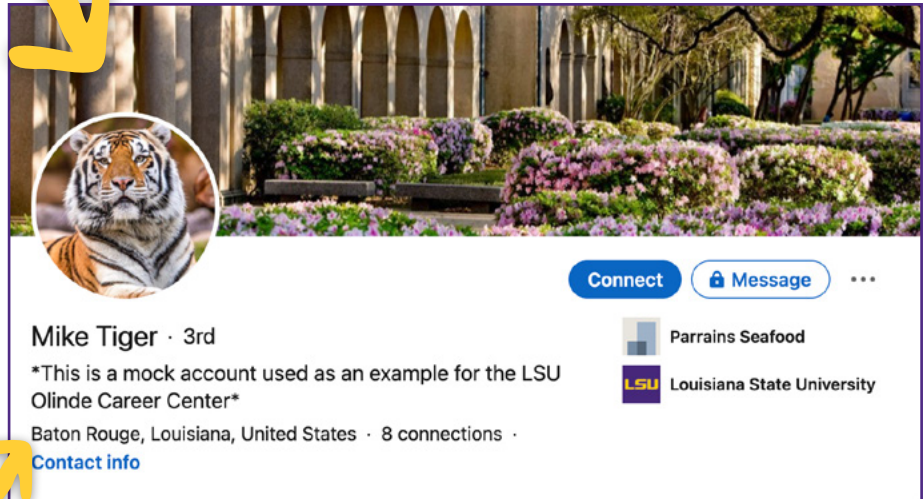 Connect
Message
Mike Tiger · 3rd
*This is a mock account used as an example for the LSU
Olinde Career Center*
Baton Rouge, Louisiana, United States · 8 connections ·
Contact info
Parrains Seafood
LSU
Louisiana State University